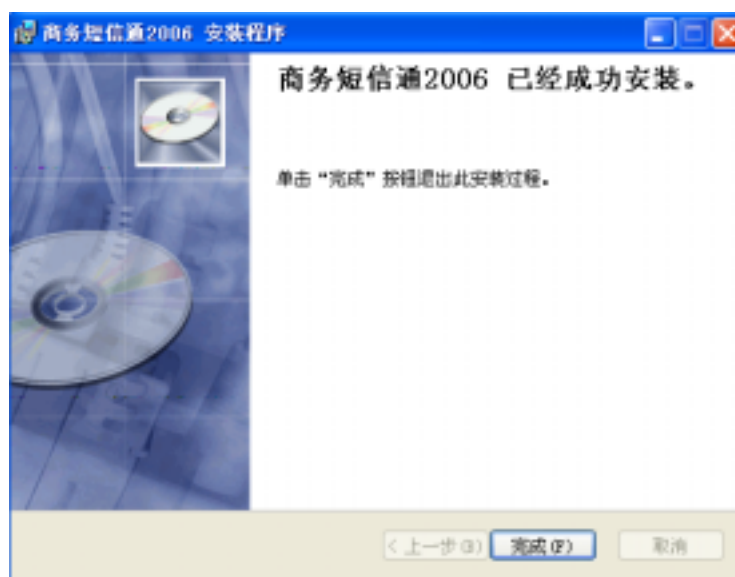 商务短信通2006 安装程序
商务短信通2006 已经成功安装。
单击“完成”按钮退出此安装过程。
< 上一步(B) 完成(F) 取消